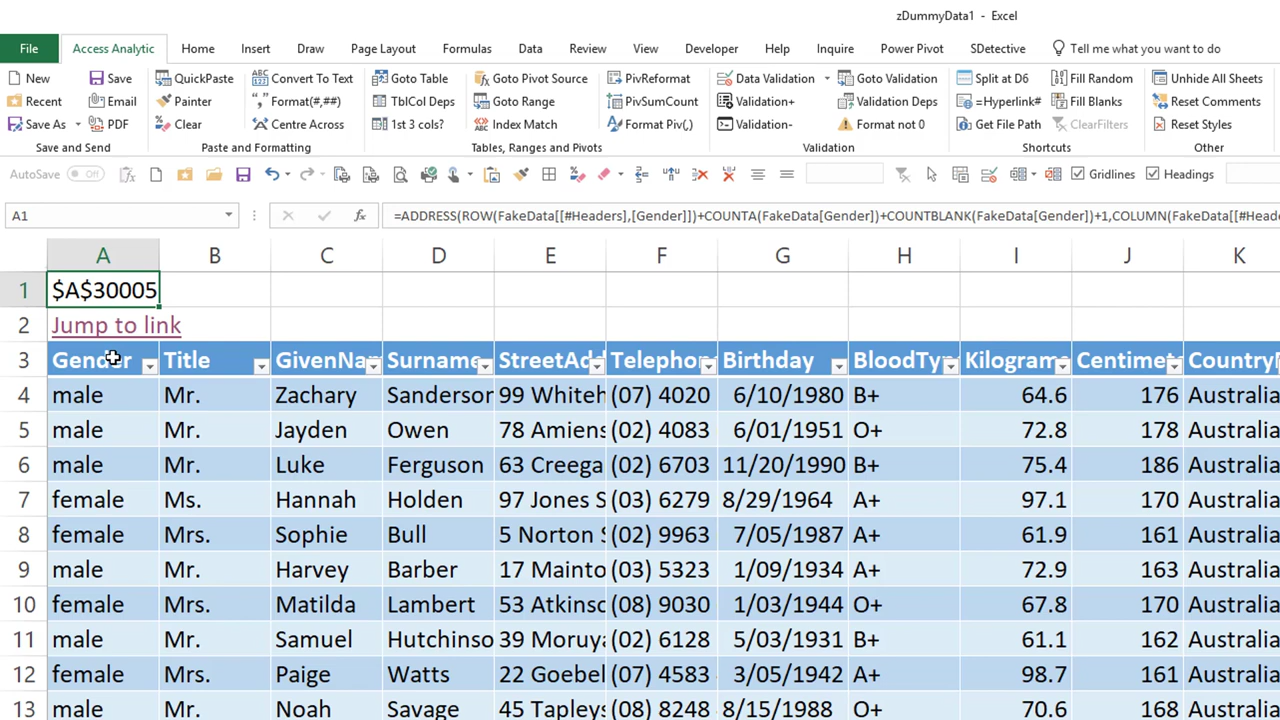 zDummyData1 - Excel
File Access Analytic Home Insert Draw Page Layout Formulas Data Review View Developer Help Inquire Power Pivot SDetective Tell me what you want to do
New Save QuickPaste Convert To Text Goto Table Goto Pivot Source PivReformat Data Validation Goto Validation Split at D6 Fill Random Unhide All Sheets
Recent Email Painter Format(#,##) TblCol Deps Goto Range PivSumCount Validation+ Validation Deps =Hyperlink# Fill Blanks Reset Comments
Save As PDF Clear Centre Across 1st 3 cols? Index Match Format Piv(,) Validation- Format not 0 Get File Path ClearFilters Reset Styles
Save and Send Paste and Formatting Tables, Ranges and Pivots Validation Shortcuts Other
AutoSave Off Gridlines Headings
A1 fx =ADDRESS(ROW(FakeData[[#Headers],[Gender]])+COUNTA(FakeData[Gender])+COUNTBLANK(FakeData[Gender])+1,COLUMN(FakeData[[#Heade
A B C D E F G H I J K
1 $A$30005
2 Jump to link
3 Gender Title GivenNa Surname StreetAd Telephon Birthday BloodTy Kilogram Centimet Country
4 male Mr. Zachary Sanderson 99 Whiteh (07) 4020 6/10/1980 B+ 64.6 176 Australia
5 male Mr. Jayden Owen 78 Amiens (02) 4083 6/01/1951 O+ 72.8 178 Australia
6 male Mr. Luke Ferguson 63 Creega (02) 6703 11/20/1990 B+ 75.4 186 Australia
7 female Ms. Hannah Holden 97 Jones S (03) 6279 8/29/1964 A+ 97.1 170 Australia
8 female Mrs. Sophie Bull 5 Norton S (02) 9963 7/05/1987 A+ 61.9 161 Australia
9 male Mr. Harvey Barber 17 Mainto (03) 5323 1/09/1934 A+ 72.9 163 Australia
10 female Mrs. Matilda Lambert 53 Atkinso (08) 9030 1/03/1944 O+ 67.8 170 Australia
11 male Mr. Samuel Hutchinso 39 Moruya (02) 6128 5/03/1931 B+ 61.1 162 Australia
12 female Mrs. Paige Watts 22 Goebel (07) 4583 3/05/1942 A+ 98.7 161 Australia
13 male Mr. Noah Savage 45 Tapleys (08) 8248 8/15/1988 O+ 70.6 168 Australia